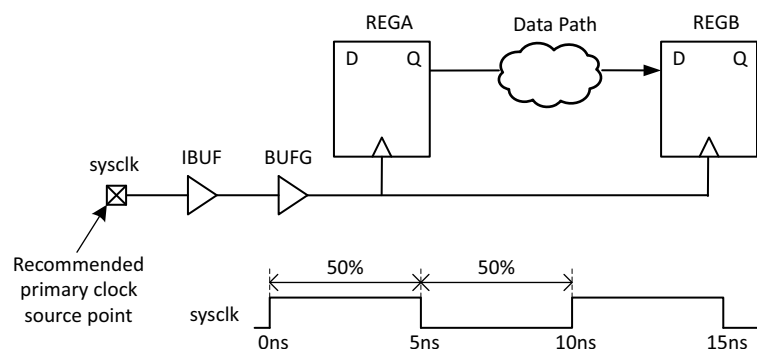 REGA
Data Path
REGB
D
Q
D
Q
sysclk
IBUF
BUFG
Recommended
primary clock
source point
50%
50%
sysclk
0ns
5ns
10ns
15ns